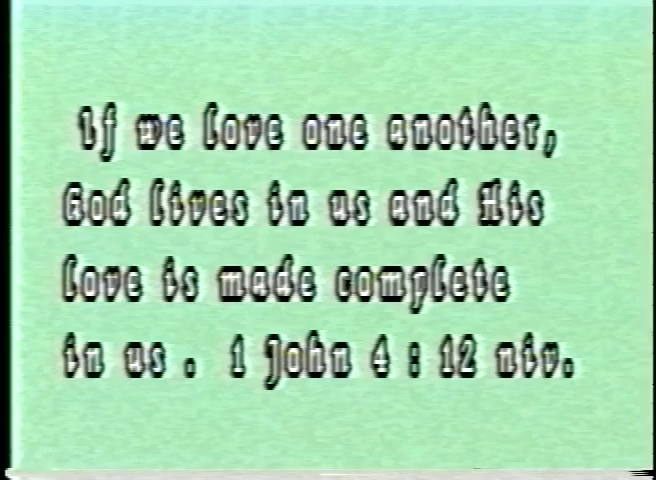 If we love one another,
God lives in us and His
love is made complete
in us . 1 John 4 : 12 niv.